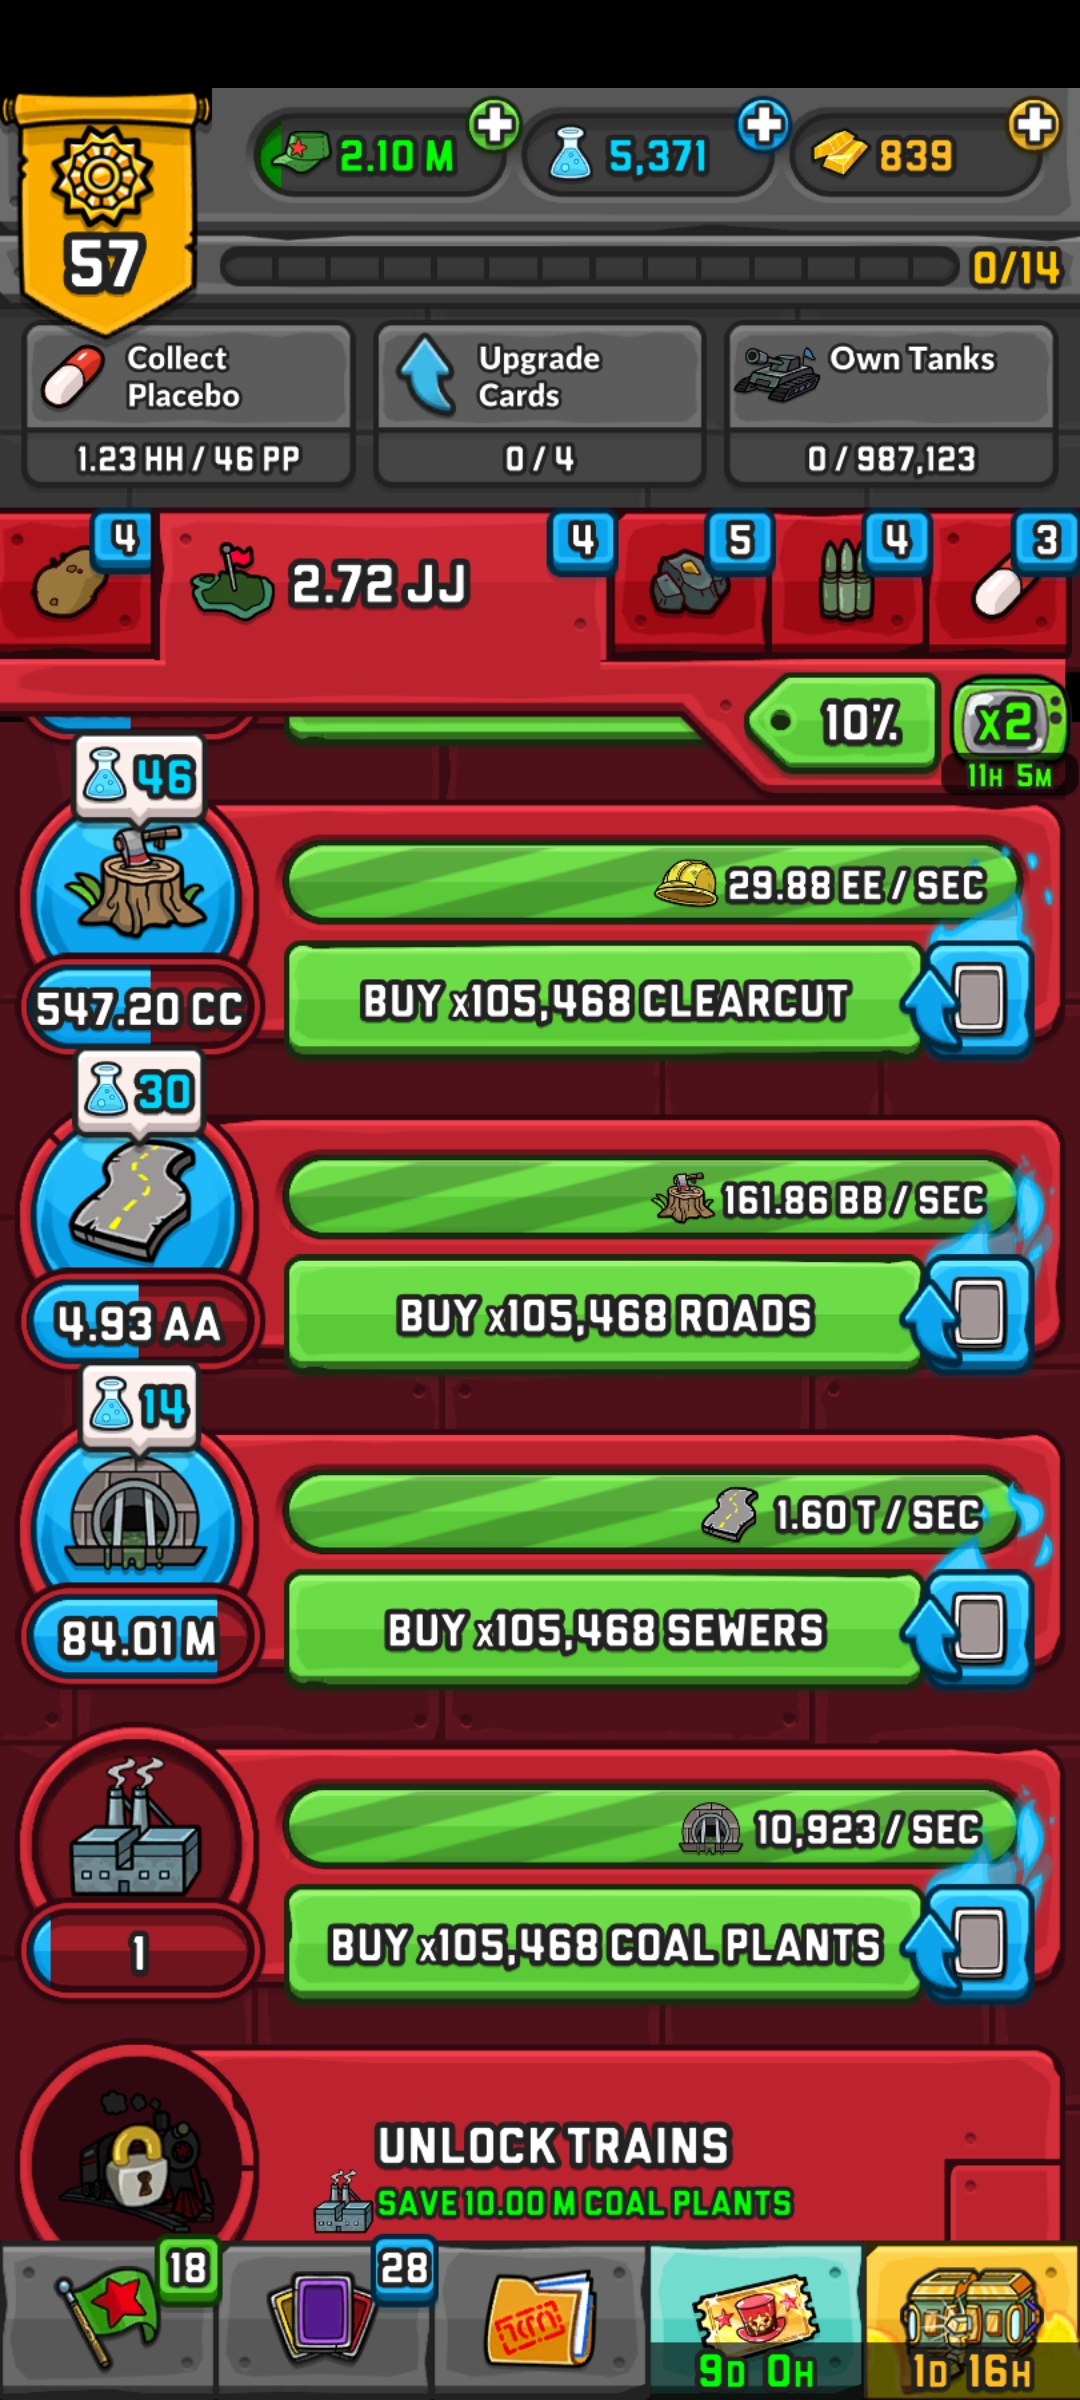 2.10 M
5,371
839
57
0/14
Collect
Placebo
Upgrade
Cards
Own Tanks
1.23 HH / 46 PP
0 / 4
0 / 987,123
4
2.72 JJ
4
5
4
3
10%
X2
11H 5M
46
29.88 EE / SEC
547.20 CC
BUY x105,468 CLEARCUT
30
161.86 BB / SEC
4.93 AA
BUY x105,468 ROADS
14
1.60 T / SEC
84.01 M
BUY x105,468 SEWERS
10,923 / SEC
1
BUY x105,468 COAL PLANTS
UNLOCK TRAINS
SAVE 10.00 M COAL PLANTS
18
28
9D 0H
1D 16H